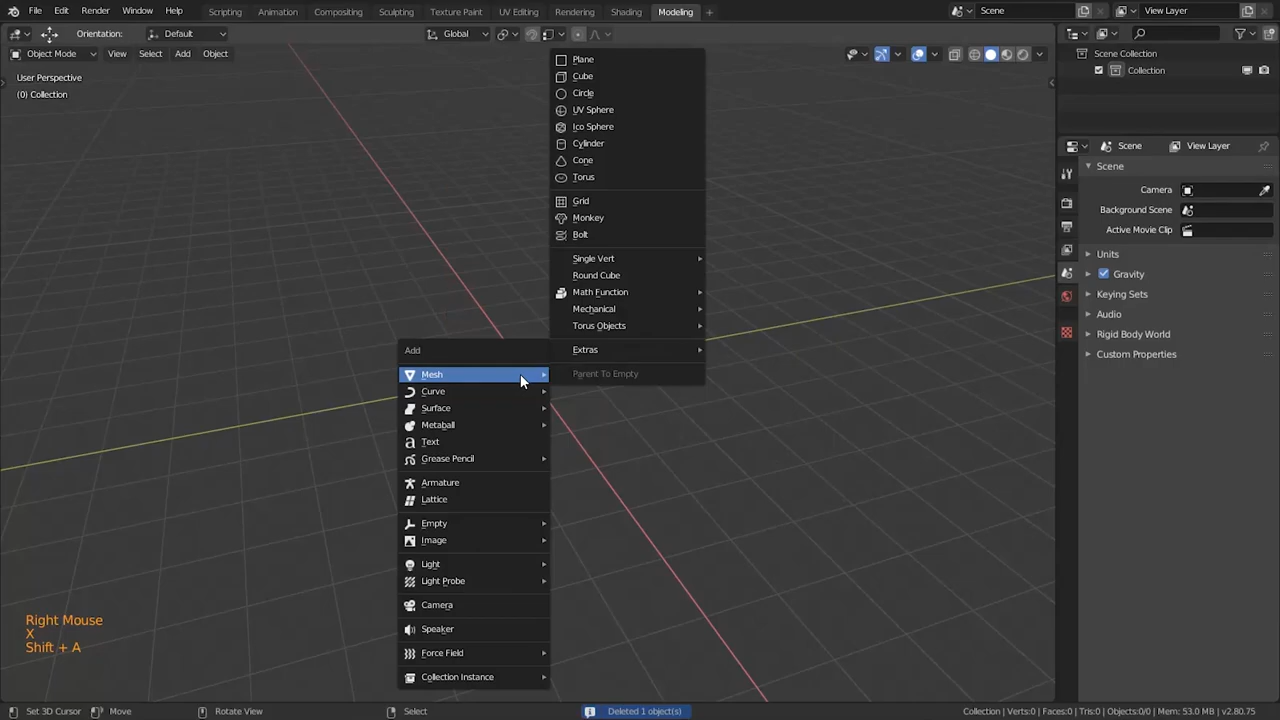 File Edit Render Window Help Scripting Animation Compositing Sculpting Texture Paint UV Editing Rendering Shading Modeling + Scene View Layer
Orientation: Default Global
Object Mode View Select Add Object
User Perspective
(0) Collection
Plane
Cube
Circle
UV Sphere
Ico Sphere
Cylinder
Cone
Torus
Grid
Monkey
Bolt
Single Vert
Round Cube
Math Function
Mechanical
Torus Objects
Extras
Parent To Empty
Add
Mesh
Curve
Surface
Metaball
Text
Grease Pencil
Armature
Lattice
Empty
Image
Light
Light Probe
Camera
Speaker
Force Field
Collection Instance
Right Mouse
X
Shift + A
Scene Collection
Collection
Scene View Layer
Scene
Camera
Background Scene
Active Movie Clip
Units
Gravity
Keying Sets
Audio
Rigid Body World
Custom Properties
Set 3D Cursor Move Rotate View Select Deleted 1 object(s) Collection | Verts:0 | Faces:0 | Tris:0 | Objects:0/0 | Mem: 53.0 MB | v2.80.75